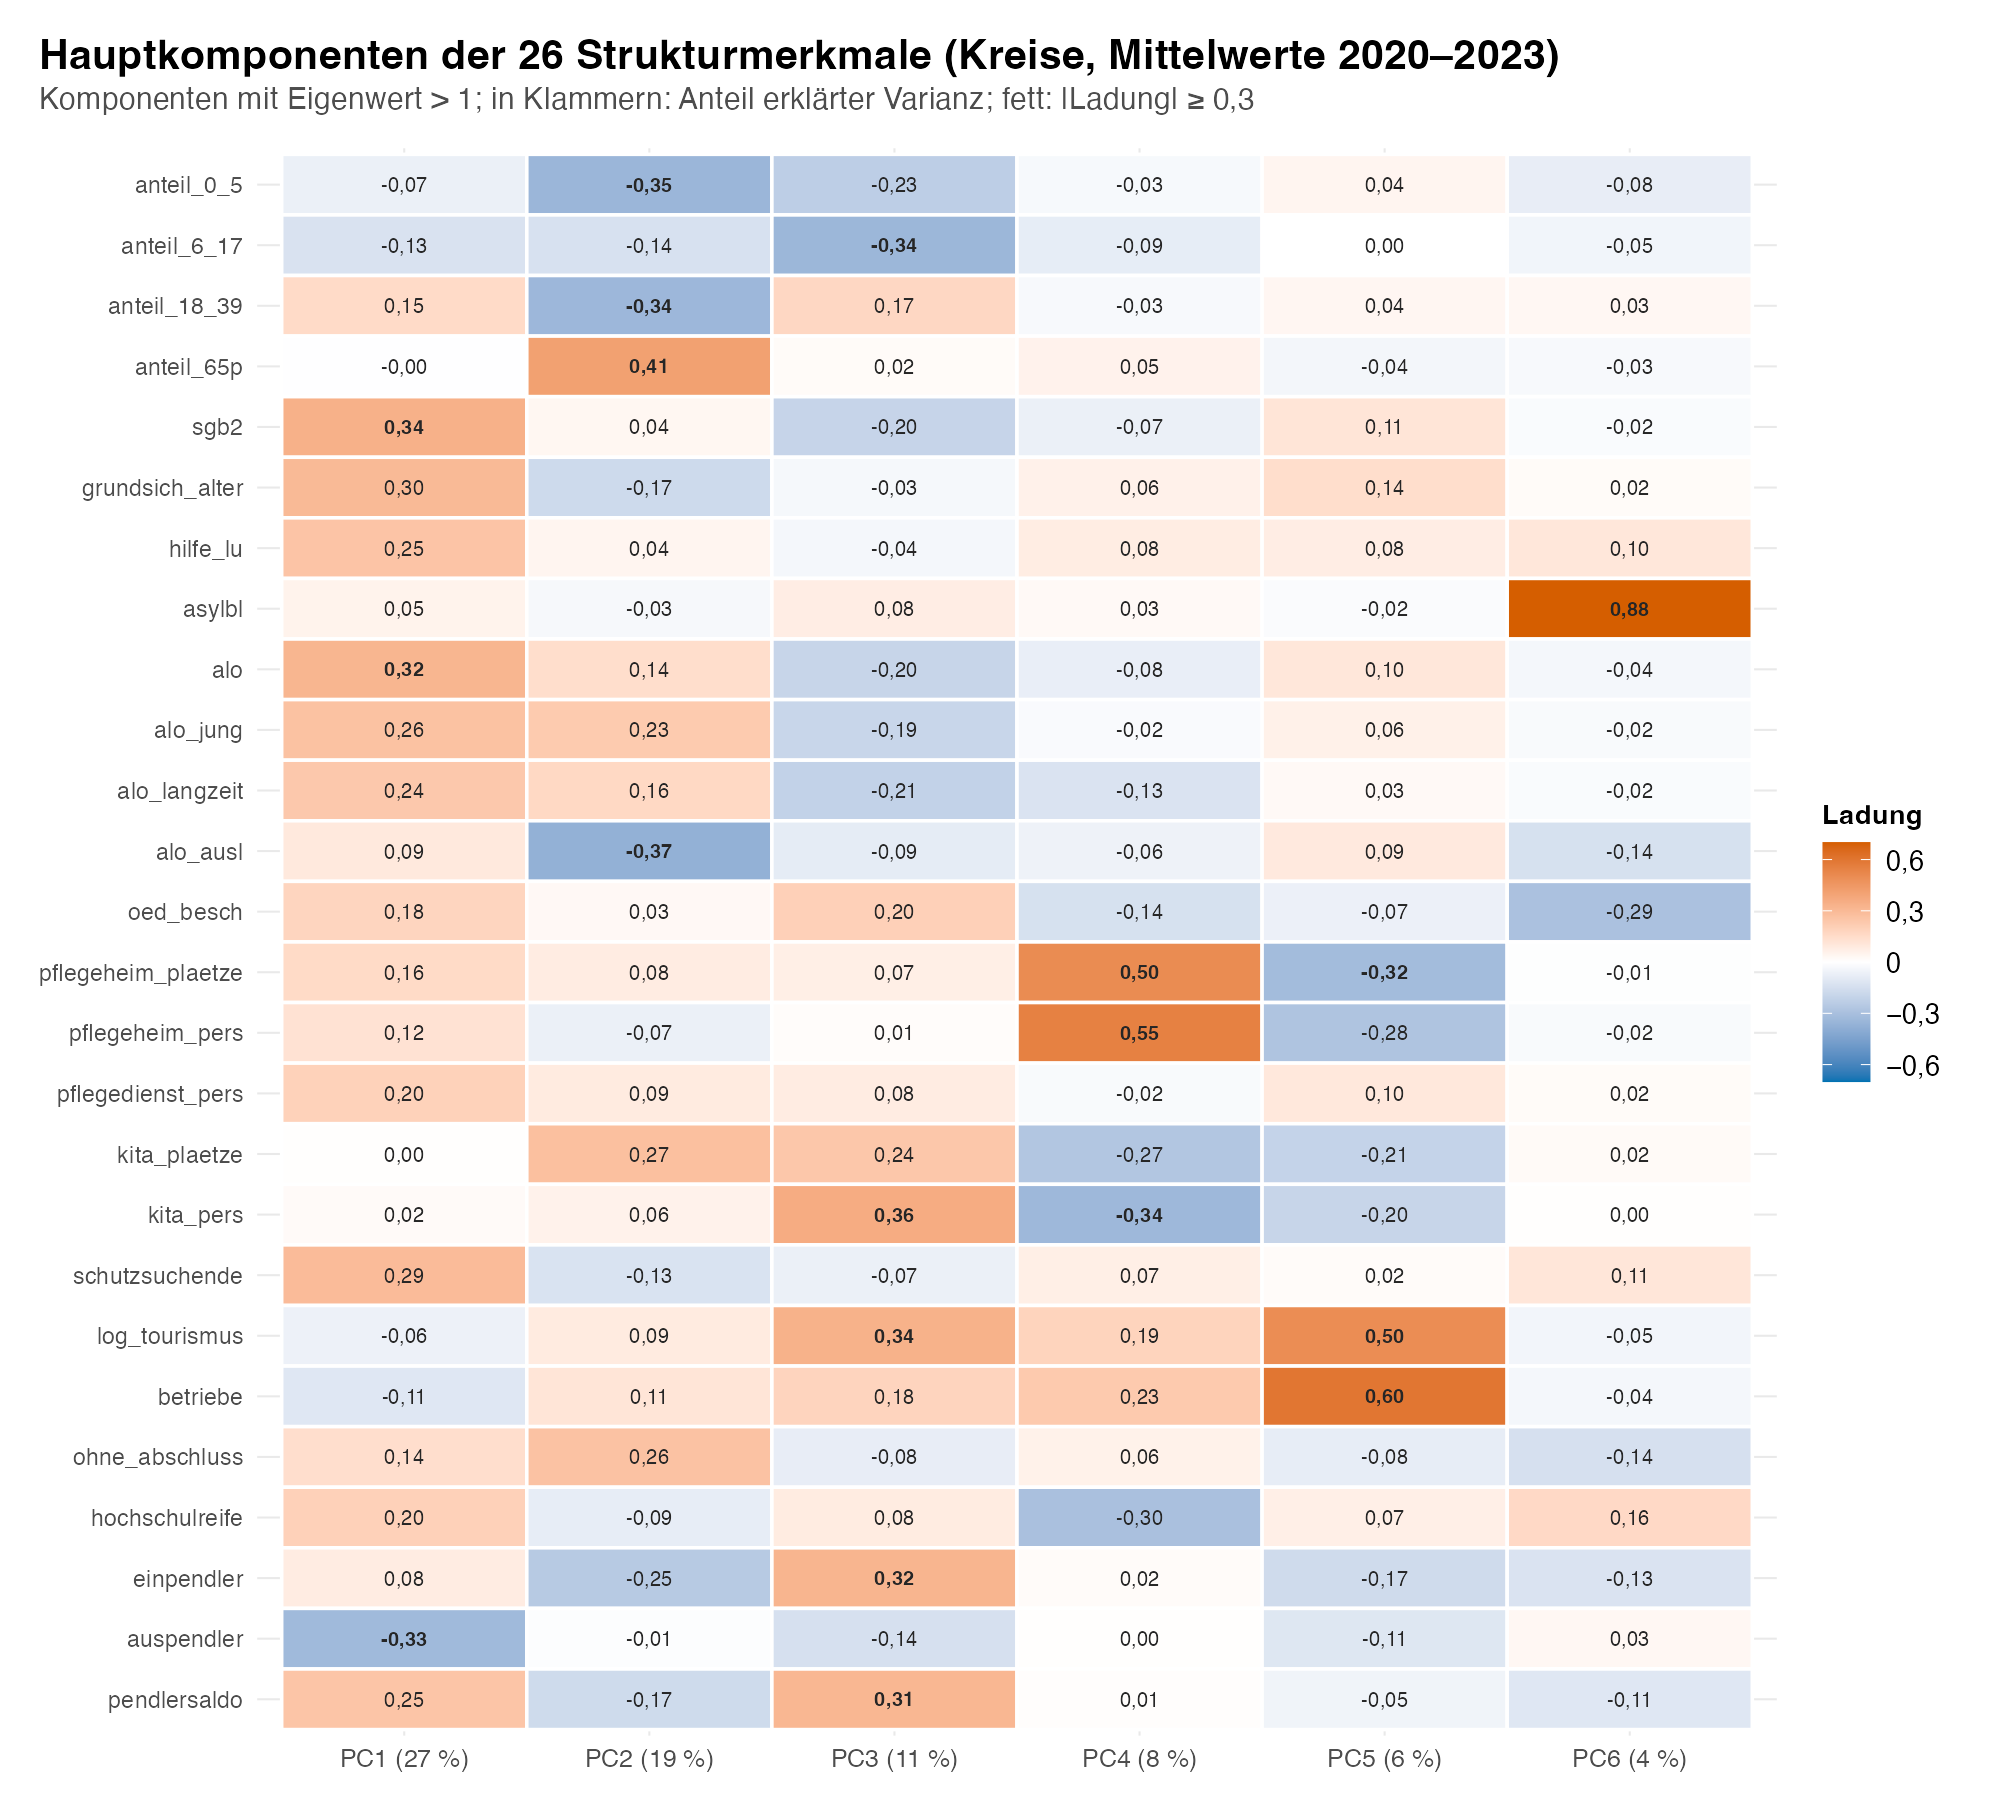 Hauptkomponenten der 26 Strukturmerkmale (Kreise, Mittelwerte 2020–2023)
Komponenten mit Eigenwert > 1; in Klammern: Anteil erklärter Varianz; fett: |Ladung| ≥ 0,3
anteil_0_5 -0,07 -0,35 -0,23 -0,03 0,04 -0,08
anteil_6_17 -0,13 -0,14 -0,34 -0,09 0,00 -0,05
anteil_18_39 0,15 -0,34 0,17 -0,03 0,04 0,03
anteil_65p -0,00 0,41 0,02 0,05 -0,04 -0,03
sgb2 0,34 0,04 -0,20 -0,07 0,11 -0,02
grundsich_alter 0,30 -0,17 -0,03 0,06 0,14 0,02
hilfe_lu 0,25 0,04 -0,04 0,08 0,08 0,10
asylbl 0,05 -0,03 0,08 0,03 -0,02 0,88
alo 0,32 0,14 -0,20 -0,08 0,10 -0,04
alo_jung 0,26 0,23 -0,19 -0,02 0,06 -0,02
alo_langzeit 0,24 0,16 -0,21 -0,13 0,03 -0,02
alo_ausl 0,09 -0,37 -0,09 -0,06 0,09 -0,14
oed_besch 0,18 0,03 0,20 -0,14 -0,07 -0,29
pflegeheim_plaetze 0,16 0,08 0,07 0,50 -0,32 -0,01
pflegeheim_pers 0,12 -0,07 0,01 0,55 -0,28 -0,02
pflegedienst_pers 0,20 0,09 0,08 -0,02 0,10 0,02
kita_plaetze 0,00 0,27 0,24 -0,27 -0,21 0,02
kita_pers 0,02 0,06 0,36 -0,34 -0,20 0,00
schutzsuchende 0,29 -0,13 -0,07 0,07 0,02 0,11
log_tourismus -0,06 0,09 0,34 0,19 0,50 -0,05
betriebe -0,11 0,11 0,18 0,23 0,60 -0,04
ohne_abschluss 0,14 0,26 -0,08 0,06 -0,08 -0,14
hochschulreife 0,20 -0,09 0,08 -0,30 0,07 0,16
einpendler 0,08 -0,25 0,32 0,02 -0,17 -0,13
auspendler -0,33 -0,01 -0,14 0,00 -0,11 0,03
pendlersaldo 0,25 -0,17 0,31 0,01 -0,05 -0,11
PC1 (27 %) PC2 (19 %) PC3 (11 %) PC4 (8 %) PC5 (6 %) PC6 (4 %)
Ladung
0,6
0,3
0
−0,3
−0,6